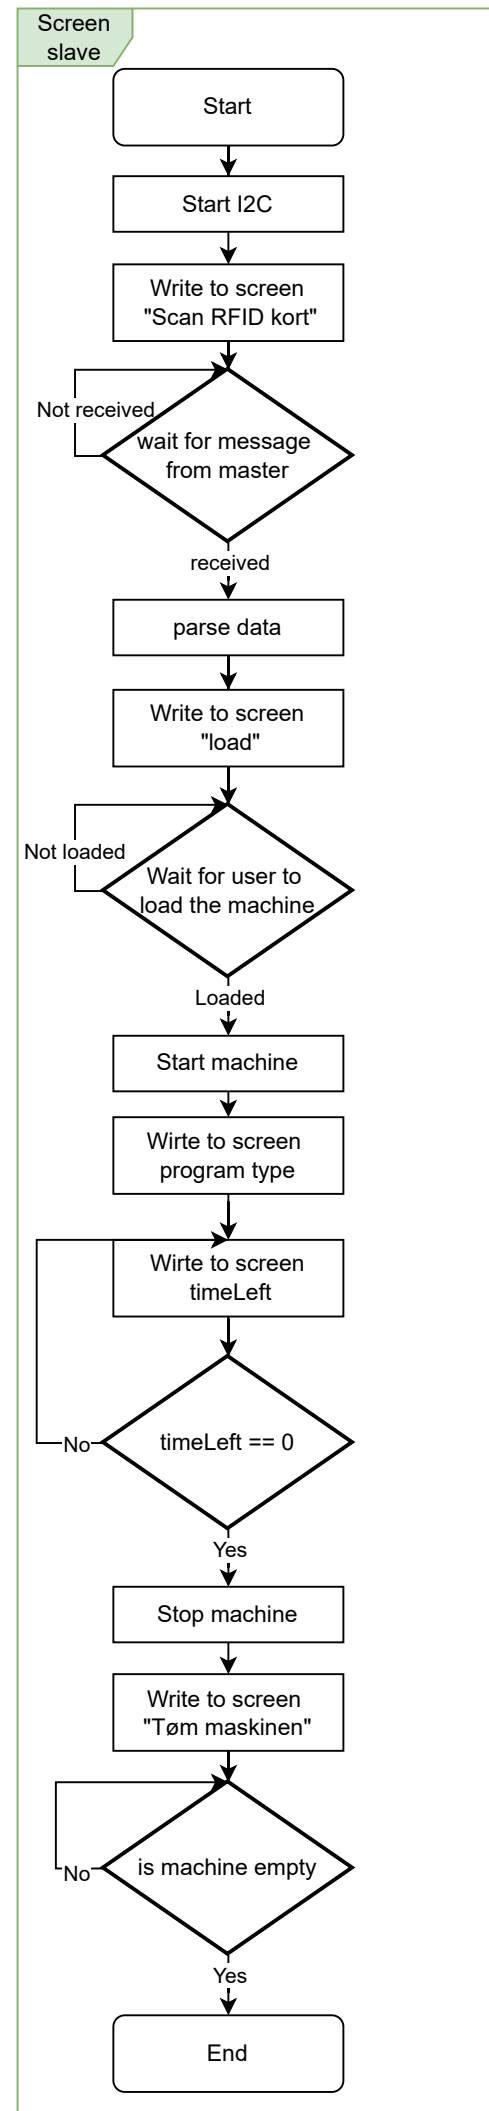 Screen
slave
Start
Start I2C
Write to screen
"Scan RFID kort"
Not received
wait for message
from master
received
parse data
Write to screen
"load"
Not loaded
Wait for user to
load the machine
Loaded
Start machine
Wirte to screen
program type
Wirte to screen
timeLeft
timeLeft == 0
No
Yes
Stop machine
Write to screen
"Tøm maskinen"
is machine empty
No
Yes
End